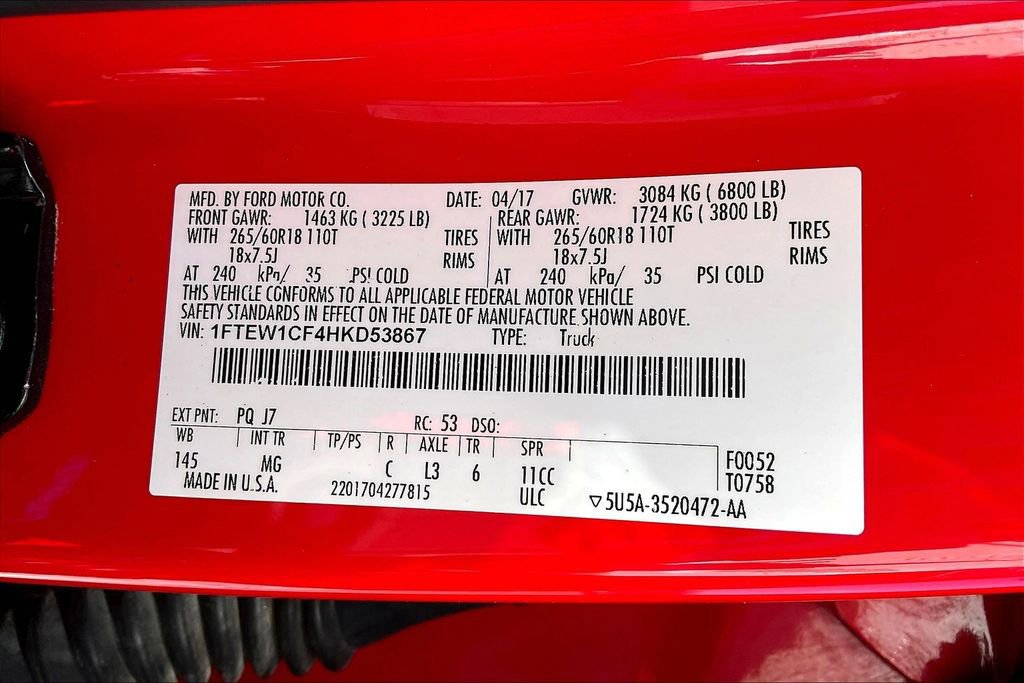 MFD. BY FORD MOTOR CO. DATE: 04/17 GVWR: 3084 KG ( 6800 LB)
FRONT GAWR: 1463 KG ( 3225 LB) REAR GAWR: 1724 KG ( 3800 LB)
WITH 265/60R18 110T TIRES WITH 265/60R18 110T TIRES
18x7.5J RIMS 18x7.5J RIMS
AT 240 kPa/ 35 PSI COLD AT 240 kPa/ 35 PSI COLD
THIS VEHICLE CONFORMS TO ALL APPLICABLE FEDERAL MOTOR VEHICLE
SAFETY STANDARDS IN EFFECT ON THE DATE OF MANUFACTURE SHOWN ABOVE.
VIN: 1FTEW1CF4HKD53867 TYPE: Truck
EXT PNT: PQ J7 RC: 53 DSO:
WB INT TR TP/PS R AXLE TR SPR
145 MG C L3 6 11CC F0052
MADE IN U.S.A. 2201704277815 ULC T0758
▽5U5A-3520472-AA